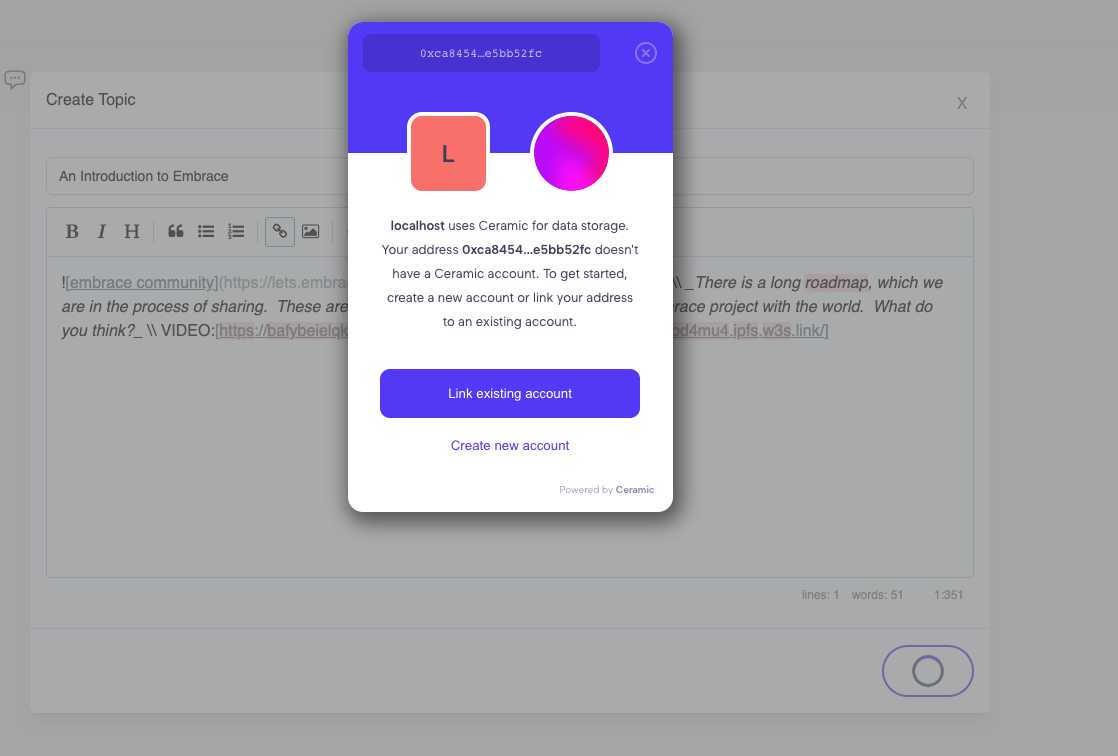 0xca8454…e5bb52fc
Create Topic
X
L
An Introduction to Embrace
localhost uses Ceramic for data storage.
Your address 0xca8454…e5bb52fc doesn't
have a Ceramic account. To get started,
create a new account or link your address
to an existing account.
B I H
![embrace community](https://lets.embra \\ _There is a long roadmap, which we
are in the process of sharing. These are race project with the world. What do
you think?_ \\ VIDEO:[https://bafybeielqk od4mu4.ipfs.w3s.link/]
Link existing account
Create new account
Powered by Ceramic
lines: 1 words: 51 1:351